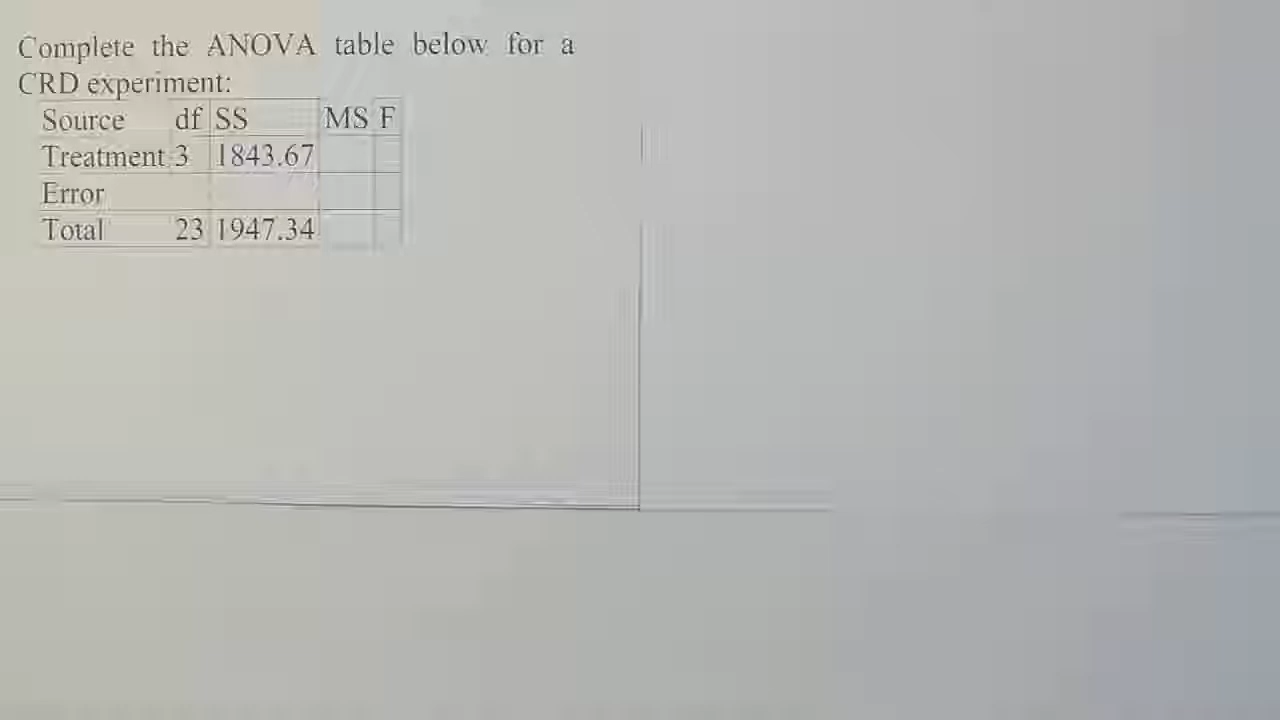 Complete the ANOVA table below for a
CRD experiment:
Source df SS MS F
Treatment 3 1843.67
Error
Total 23 1947.34